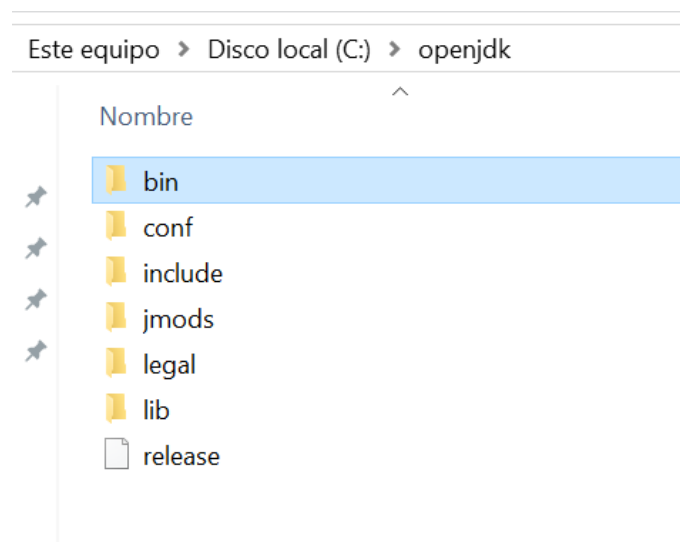 Este equipo > Disco local (C:) > openjdk
Nombre
bin
conf
include
jmods
legal
lib
release